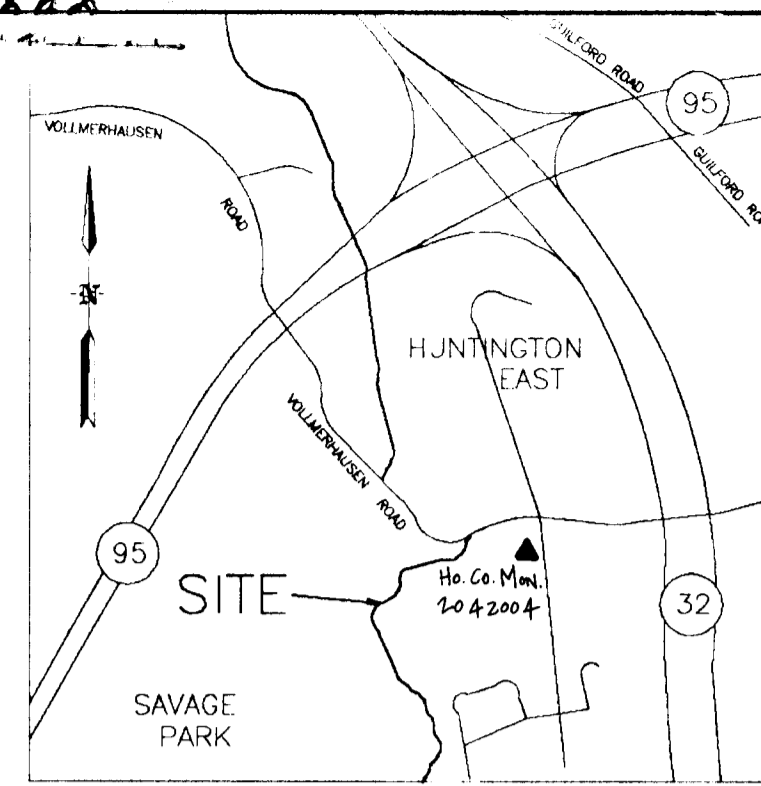 GUILFORD ROAD
95
VOLLMERHAUSEN
ROAD
GUILFORD
N
HUNTINGTON
EAST
VOLLMERHAUSEN ROAD
95
SITE
Ho. Co. Mon.
2042004
32
SAVAGE
PARK